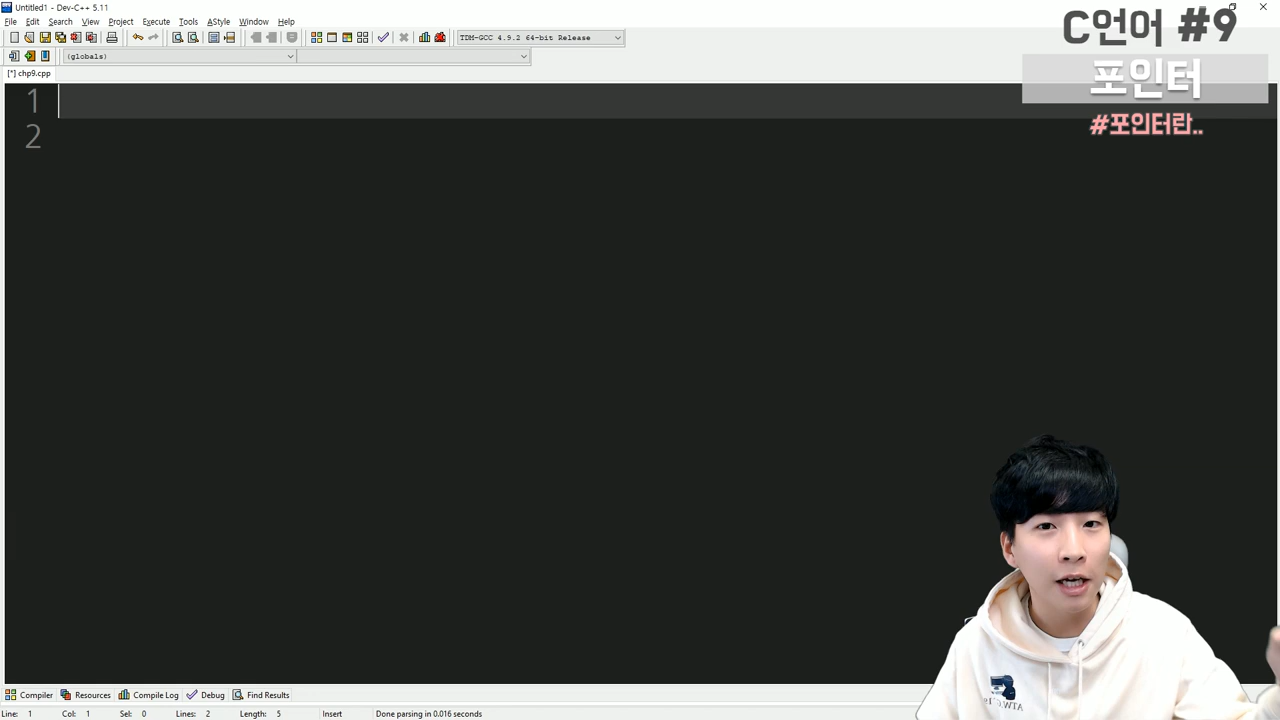 Untitled1 - Dev-C++ 5.11
File Edit Search View Project Execute Tools AStyle Window Help
TDM-GCC 4.9.2 64-bit Release
(globals)
[*] chp9.cpp
1
2
C언어 #9
포인터
#포인터란..
Compiler Resources Compile Log Debug Find Results
Line: 1 Col: 1 Sel: 0 Lines: 2 Length: 5 Insert Done parsing in 0.016 seconds